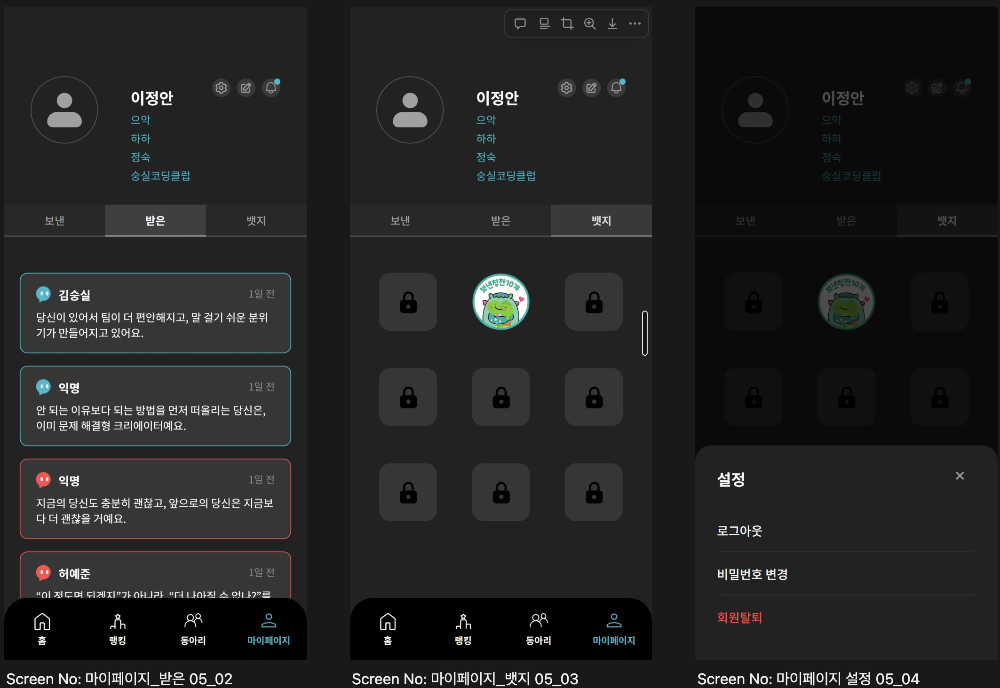 이정안
으악
하하
정숙
숭실코딩클럽
보낸
받은
뱃지
김숭실
1일 전
당신이 있어서 팀이 더 편안해지고, 말 걸기 쉬운 분위
기가 만들어지고 있어요.
익명
1일 전
안 되는 이유보다 되는 방법을 먼저 떠올리는 당신은,
이미 문제 해결형 크리에이터예요.
익명
1일 전
지금의 당신도 충분히 괜찮고, 앞으로의 당신은 지금보
다 더 괜찮을 거예요.
허예준
1일 전
“이 정도면 되겠지”가 아니라, “더 나아질 수 없나?”를
홈
랭킹
동아리
마이페이지
Screen No: 마이페이지_받은 05_02
이정안
으악
하하
정숙
숭실코딩클럽
보낸
받은
뱃지
보낸칭찬10개
홈
랭킹
동아리
마이페이지
Screen No: 마이페이지_뱃지 05_03
이정안
으악
하하
정숙
숭실코딩클럽
보낸
받은
뱃지
보낸칭찬10개
설정
로그아웃
비밀번호 변경
회원탈퇴
Screen No: 마이페이지 설정 05_04